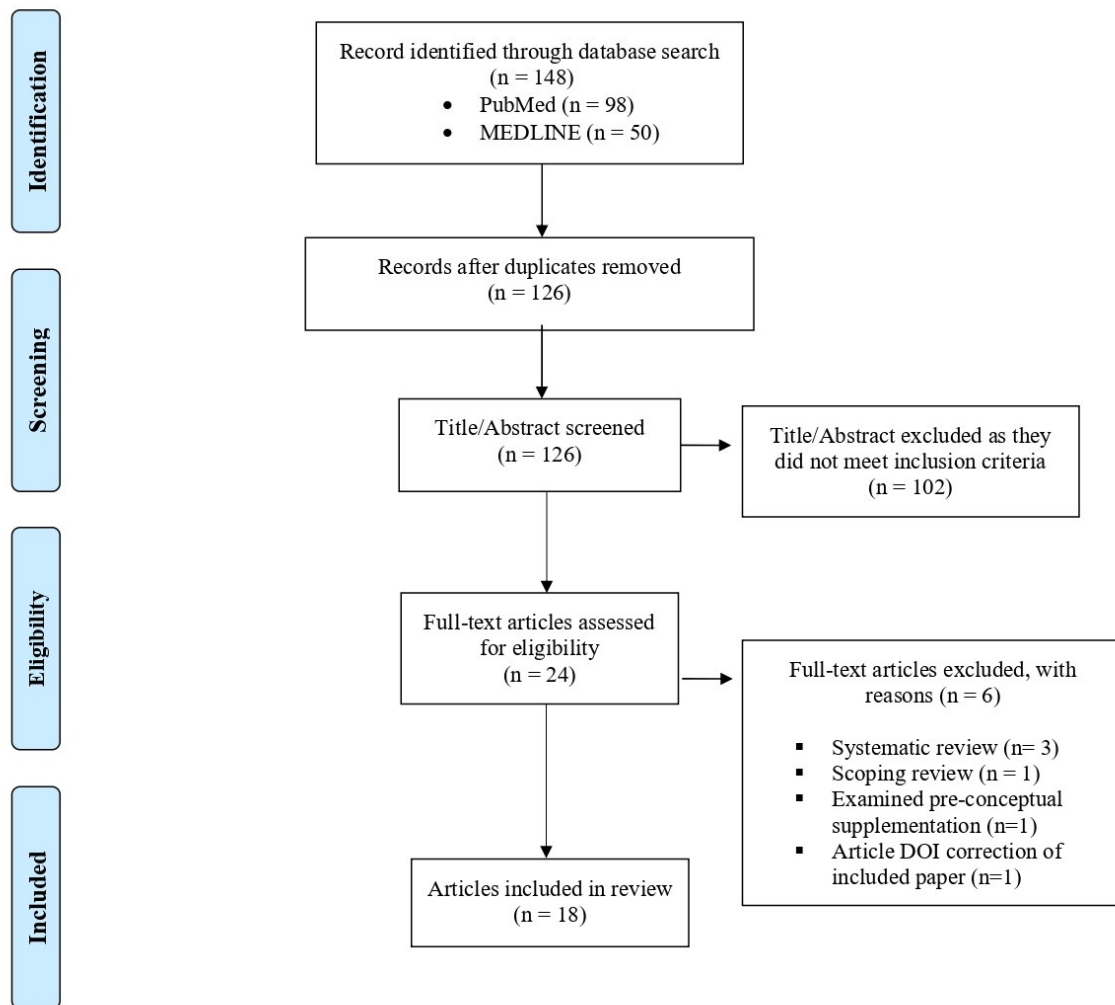 Identification
Record identified through database search
(n = 148)
• PubMed (n = 98)
• MEDLINE (n = 50)
Records after duplicates removed
(n = 126)
Screening
Title/Abstract screened
(n = 126)
Title/Abstract excluded as they
did not meet inclusion criteria
(n = 102)
Eligibility
Full-text articles assessed
for eligibility
(n = 24)
Full-text articles excluded, with
reasons (n = 6)
▪ Systematic review (n= 3)
▪ Scoping review (n = 1)
▪ Examined pre-conceptual
supplementation (n=1)
▪ Article DOI correction of
included paper (n=1)
Included
Articles included in review
(n = 18)